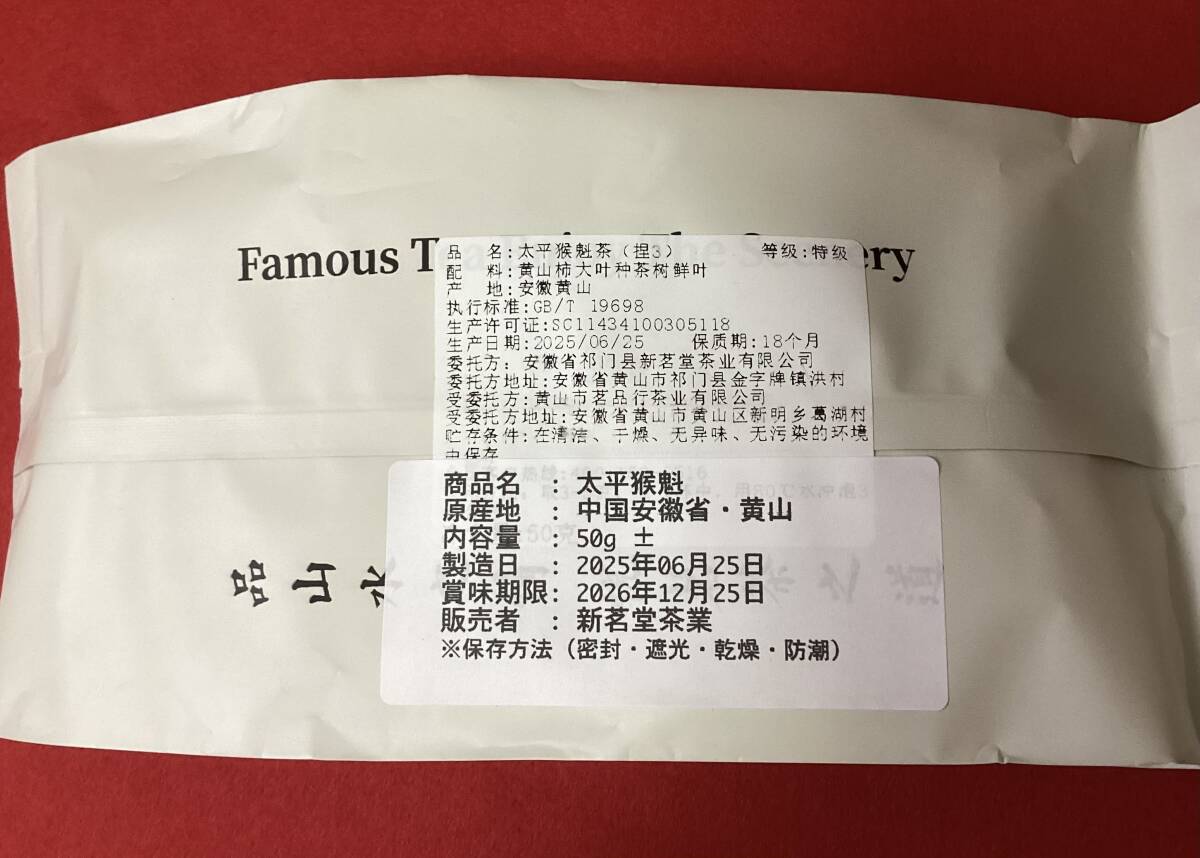 Famous ery
品 名:太平猴魁茶(捏3) 等级:特级
配 料:黄山柿大叶种茶树鲜叶
产 地:安徽黄山
执行标准:GB/T 19698
生产许可证:SC11434100305118
生产日期:2025/06/25 保质期:18个月
委托方: 安徽省祁门县新茗堂茶业有限公司
委托方地址:安徽省黄山市祁门县金字牌镇洪村
受委托方:黄山市茗品行茶业有限公司
受委托方地址:安徽省黄山市黄山区新明乡葛湖村
贮存条件:在清洁、干燥、无异味、无污染的环境
中保存
商品名 : 太平猴魁
原産地 : 中国安徽省・黄山
内容量 : 50g ±
製造日 : 2025年06月25日
賞味期限: 2026年12月25日
販売者 : 新茗堂茶業
※保存方法(密封・遮光・乾燥・防潮)
品山水